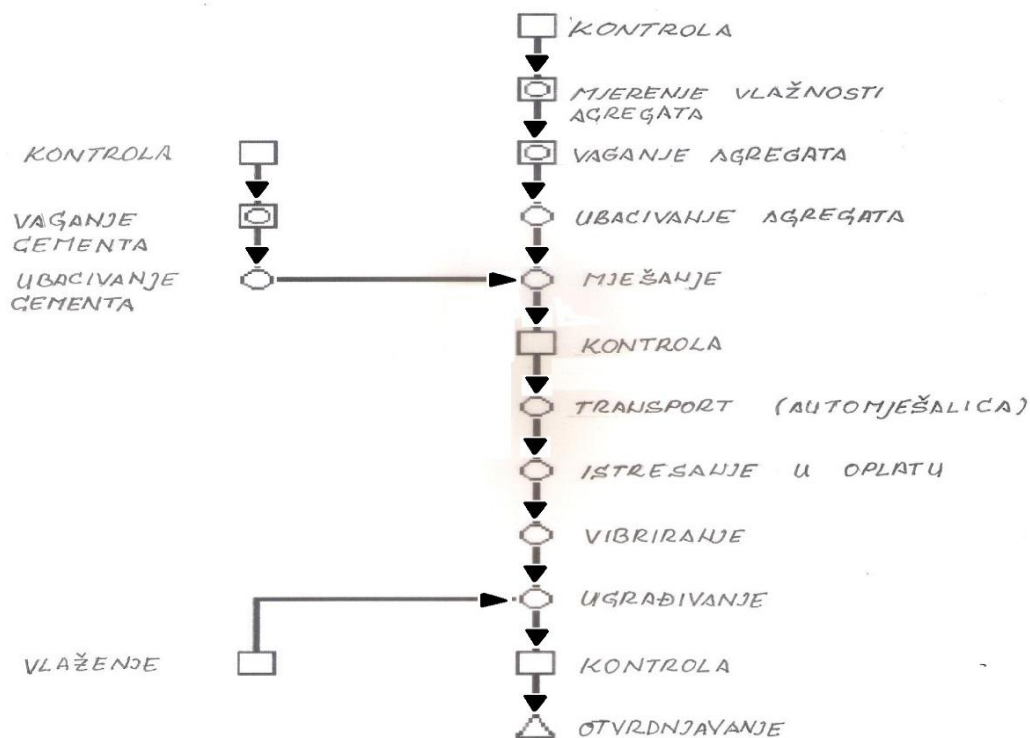 KONTROLA
MJERENJE VLAŽNOSTI
AGREGATA
KONTROLA
VAGANJE AGREGATA
VAGANJE
CEMENTA
UBACIVANJE AGREGATA
UBACIVANJE
CEMENTA
MJEŠANJE
KONTROLA
TRANSPORT (AUTOMJEŠALICA)
ISTRESANJE U OPLATU
VIBRIRANJE
UGRAĐIVANJE
VLAŽENJE
KONTROLA
OTVRDNJAVANJE